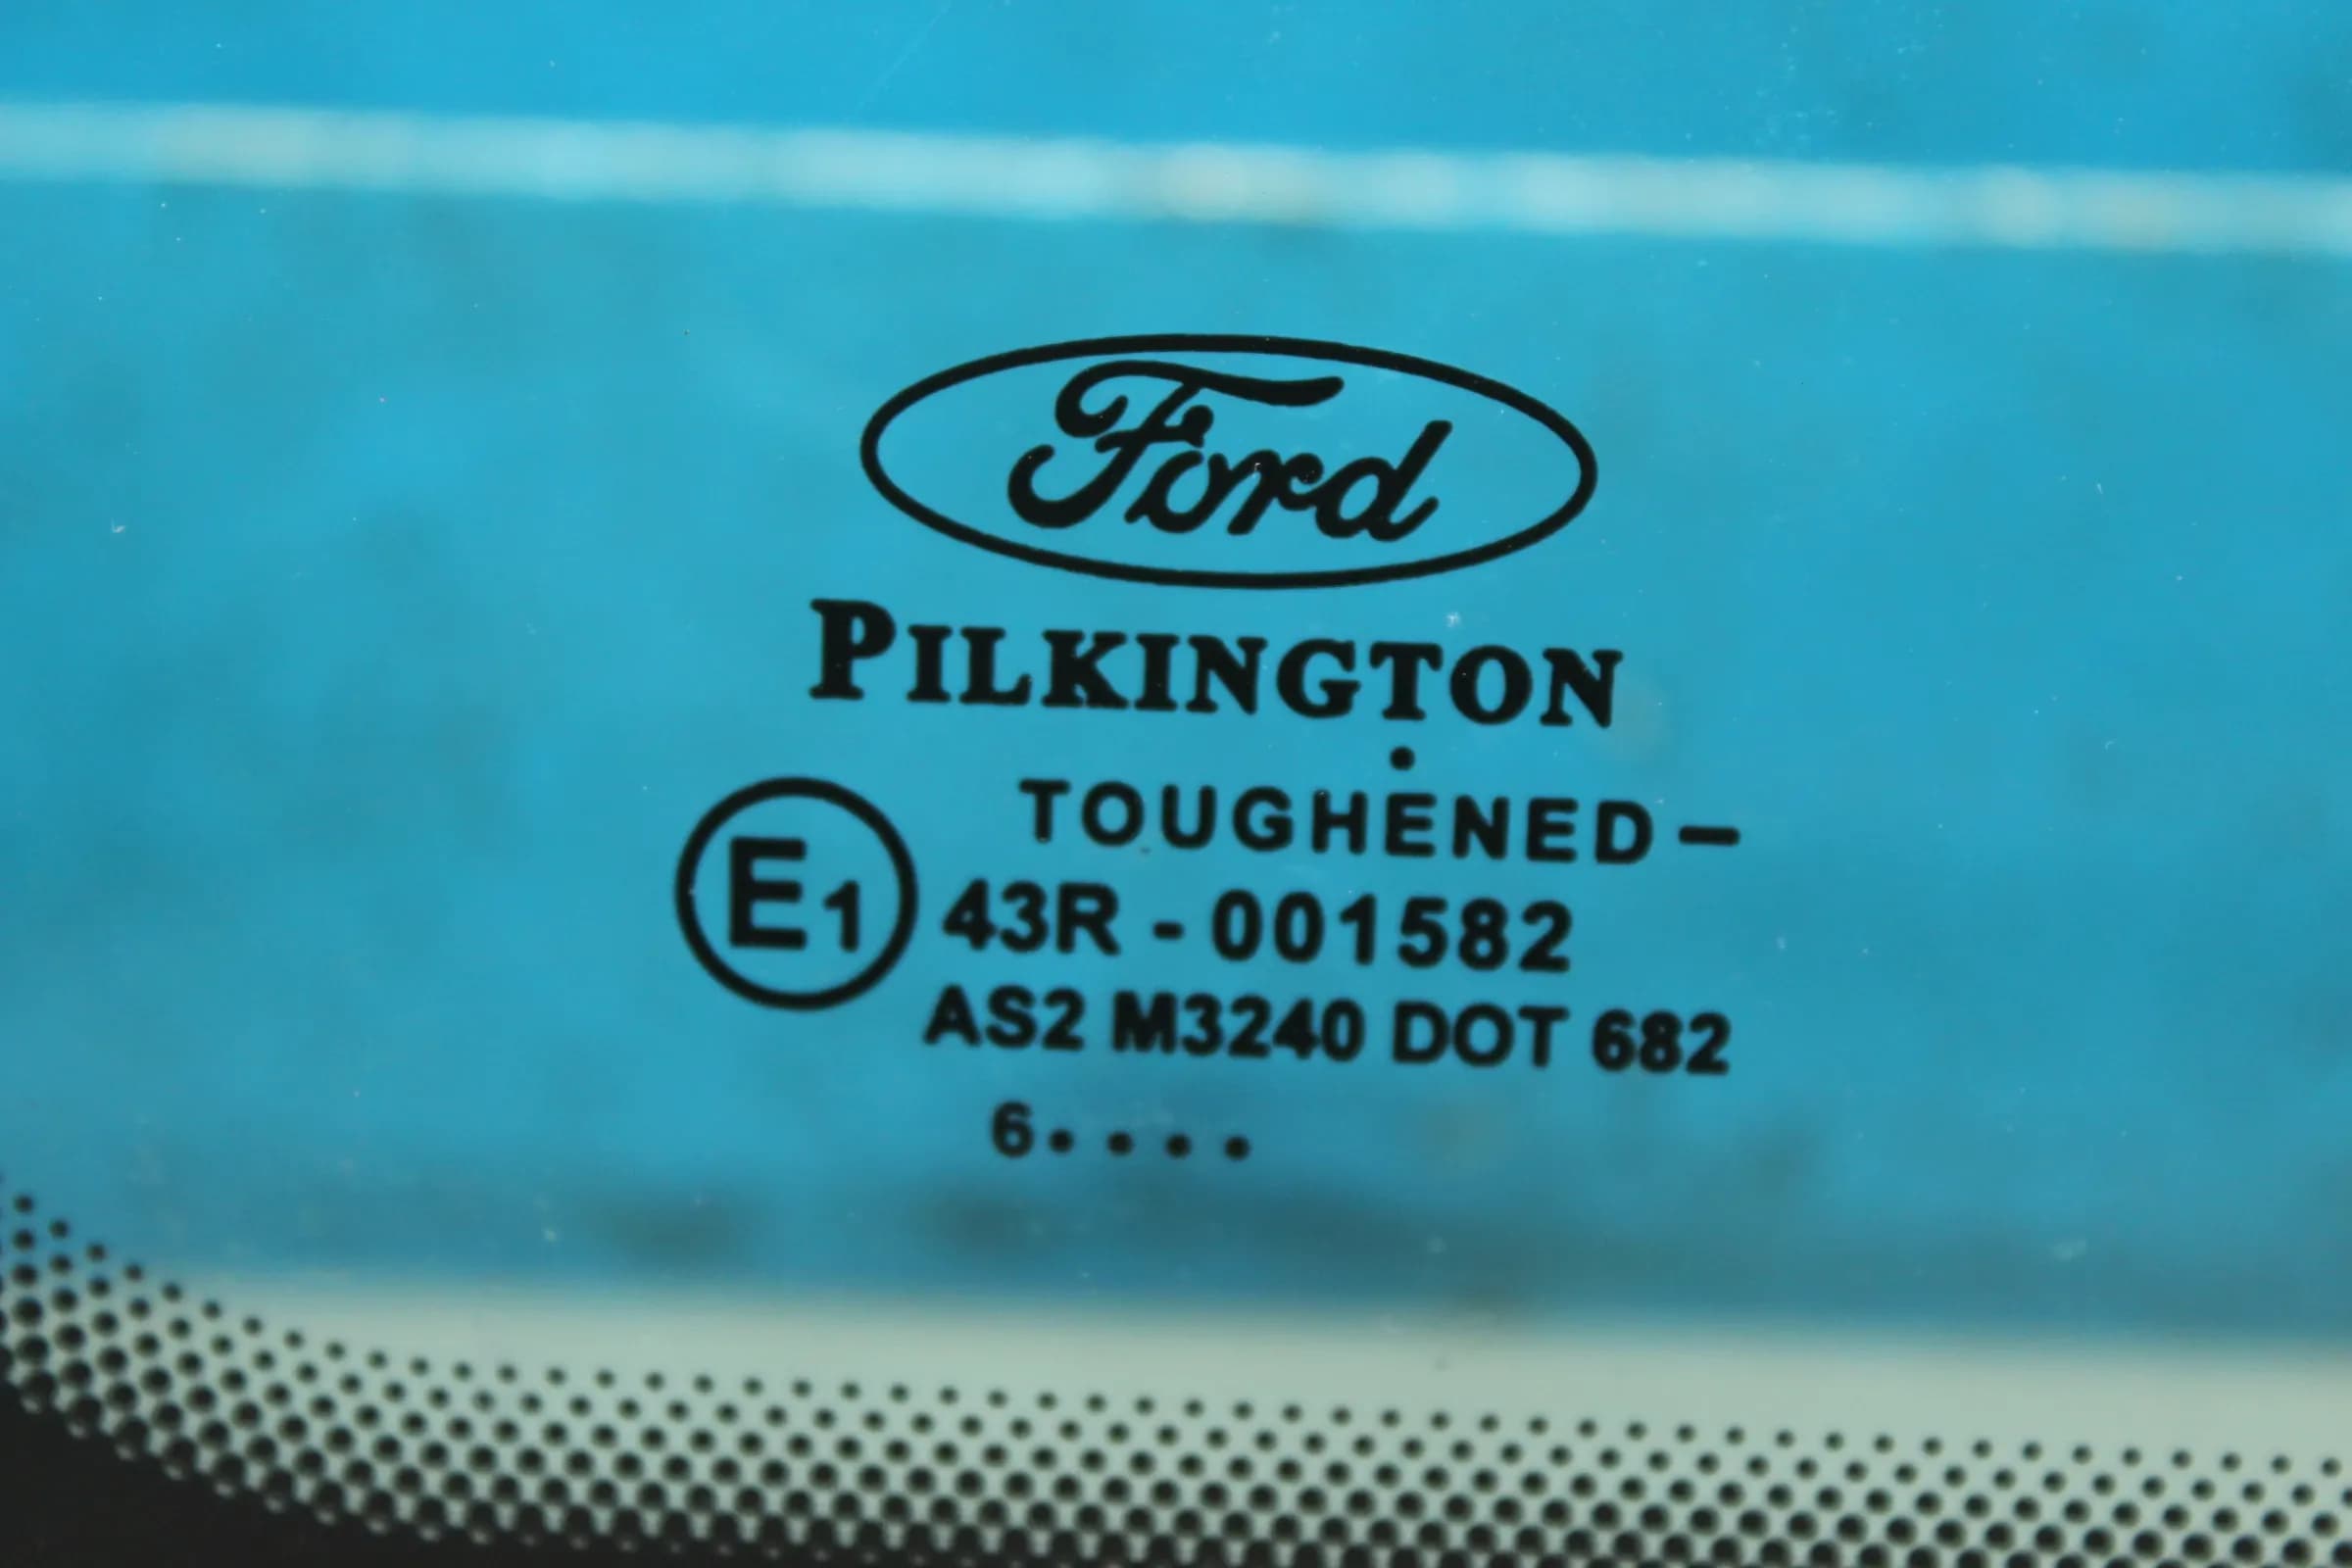 Ford
PILKINGTON
TOUGHENED –
E1 43R - 001582
AS2 M3240 DOT 682
6....